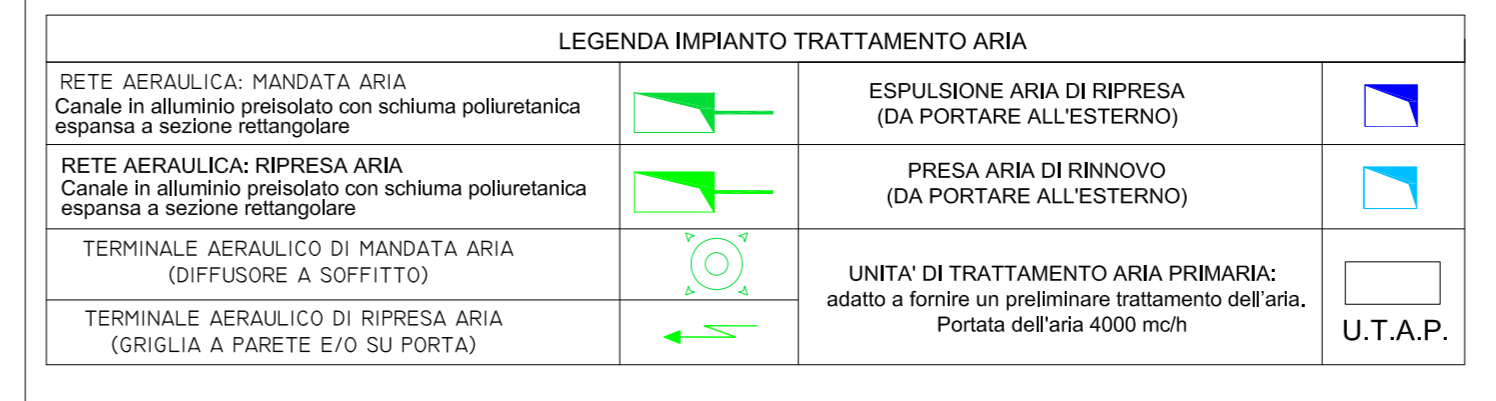 LEGENDA IMPIANTO TRATTAMENTO ARIA
RETE AERAULICA: MANDATA ARIA
Canale in alluminio preisolato con schiuma poliuretanica
espansa a sezione rettangolare
ESPULSIONE ARIA DI RIPRESA
(DA PORTARE ALL'ESTERNO)
RETE AERAULICA: RIPRESA ARIA
Canale in alluminio preisolato con schiuma poliuretanica
espansa a sezione rettangolare
PRESA ARIA DI RINNOVO
(DA PORTARE ALL'ESTERNO)
TERMINALE AERAULICO DI MANDATA ARIA
(DIFFUSORE A SOFFITTO)
TERMINALE AERAULICO DI RIPRESA ARIA
(GRIGLIA A PARETE E/O SU PORTA)
UNITA' DI TRATTAMENTO ARIA PRIMARIA:
adatto a fornire un preliminare trattamento dell'aria.
Portata dell'aria 4000 mc/h
U.T.A.P.